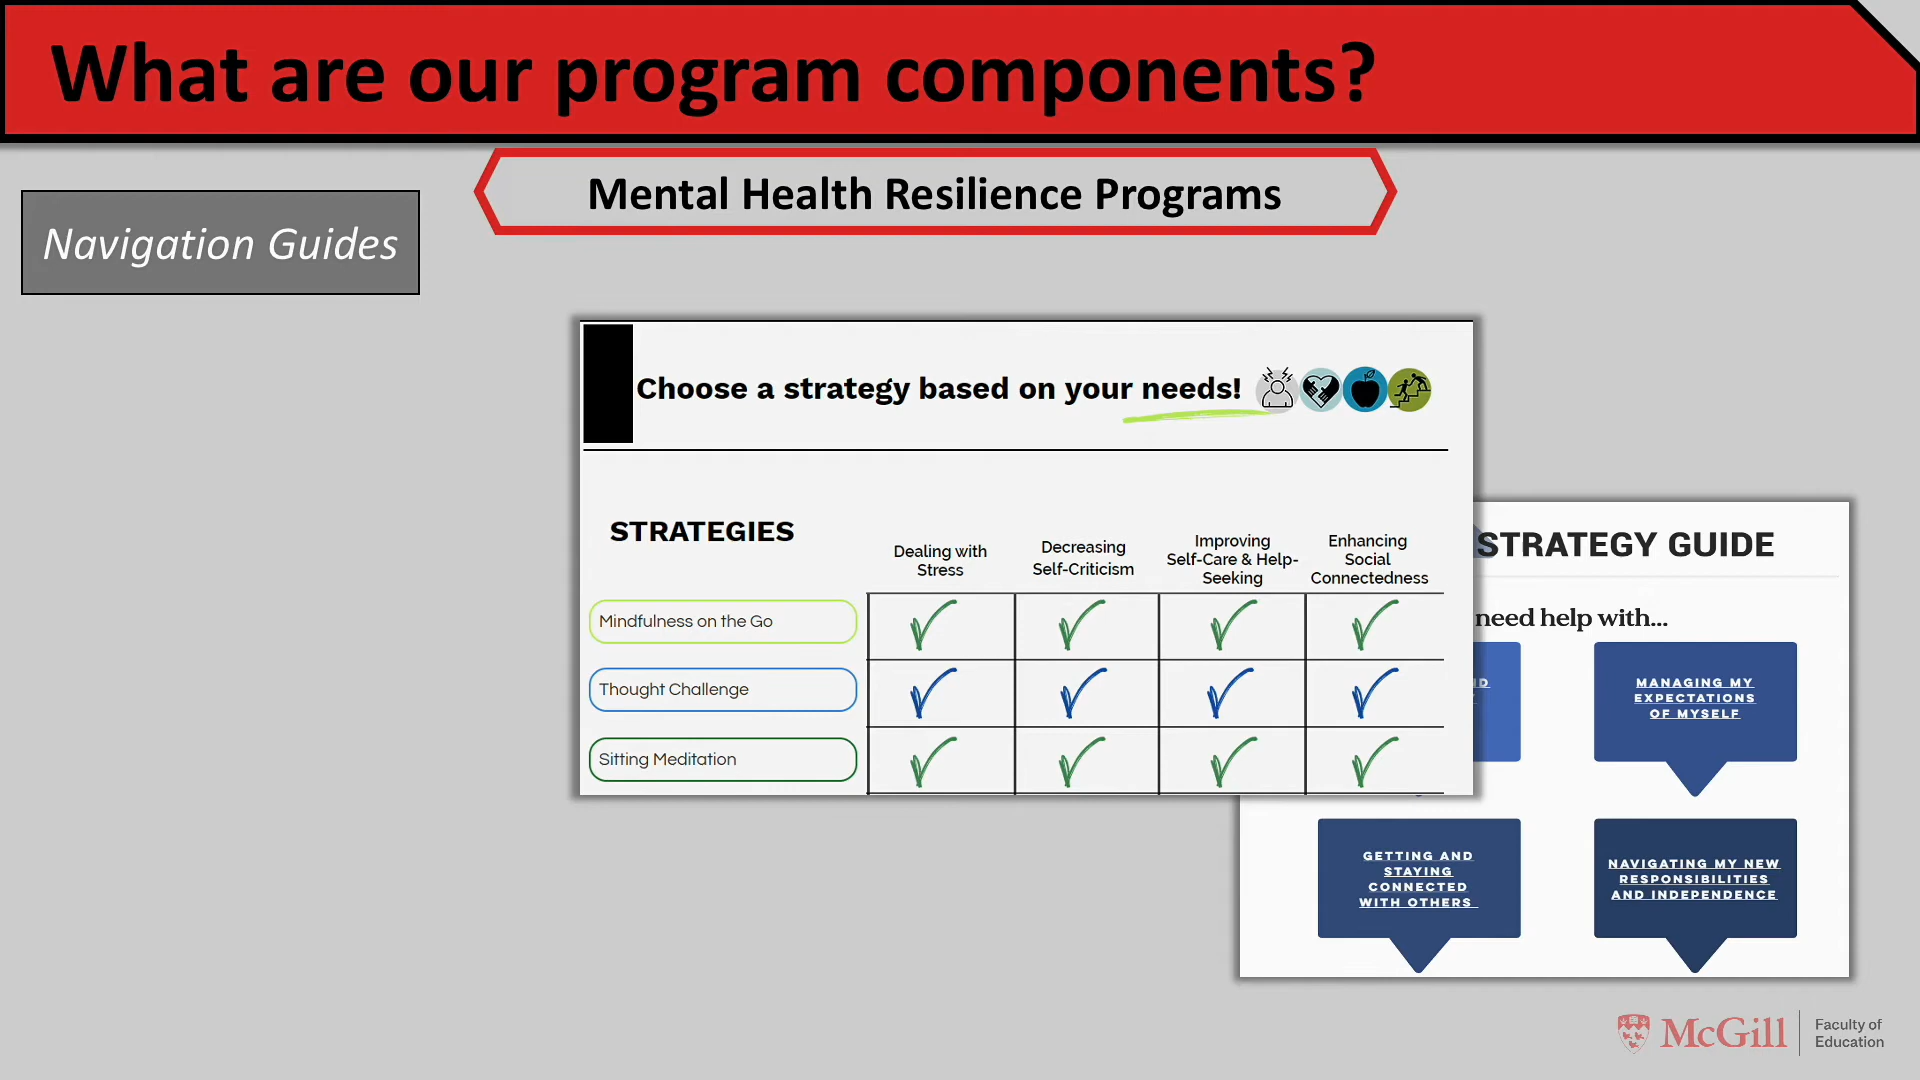 What are our program components?
Mental Health Resilience Programs
Navigation Guides
Choose a strategy based on your needs!
STRATEGIES
Dealing with
Stress
Decreasing
Self-Criticism
Improving
Self-Care & Help-
Seeking
Enhancing
Social
Connectedness
Mindfulness on the Go
Thought Challenge
Sitting Meditation
STRATEGY GUIDE
need help with...
MANAGING MY
EXPECTATIONS
OF MYSELF
GETTING AND
STAYING
CONNECTED
WITH OTHERS
NAVIGATING MY NEW
RESPONSIBILITIES
AND INDEPENDENCE
McGill
Faculty of
Education